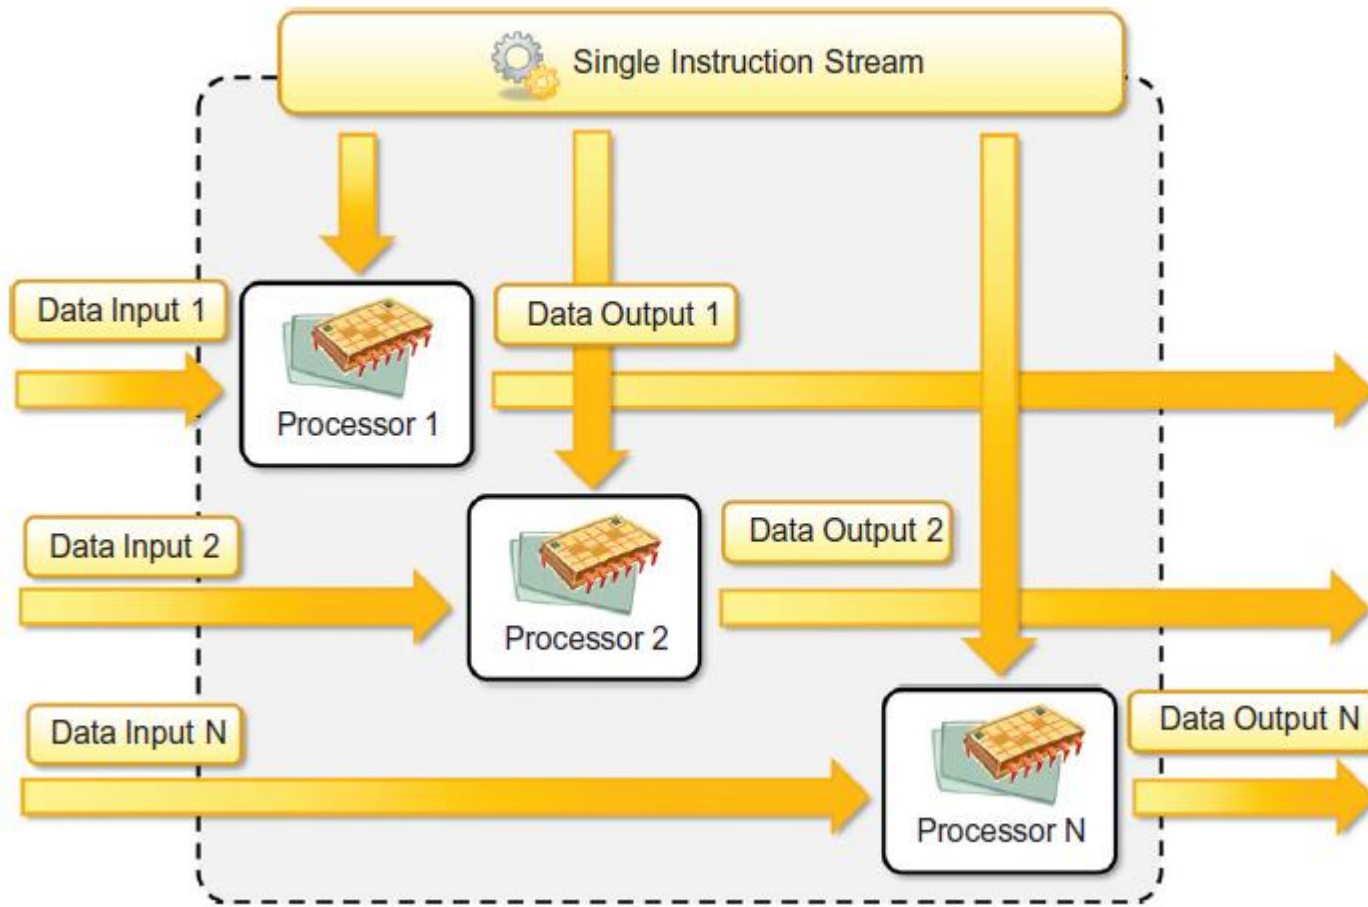 Single Instruction Stream
Data Input 1
Data Output 1
Processor 1
Data Input 2
Data Output 2
Processor 2
Data Input N
Data Output N
Processor N